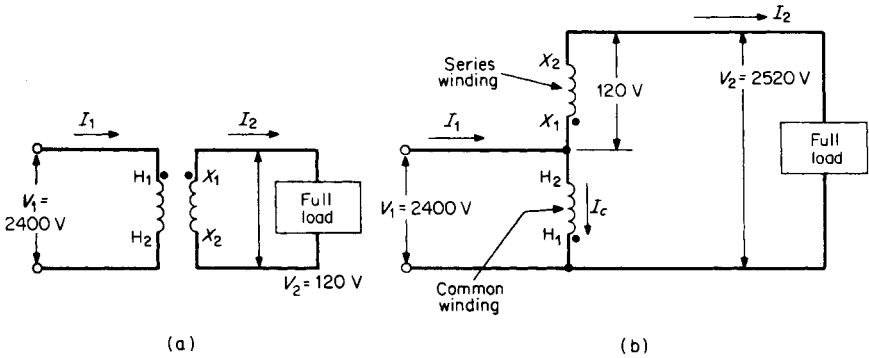 I₁
I₂
V₁ =
2400 V
H₁
H₂
X₁
X₂
Full
load
V₂ = 120 V
(a)
I₂
Series
winding
X₂
X₁
120 V
V₂ = 2520 V
I₁
V₁ = 2400 V
H₂
H₁
I_c
Full
load
Common
winding
(b)